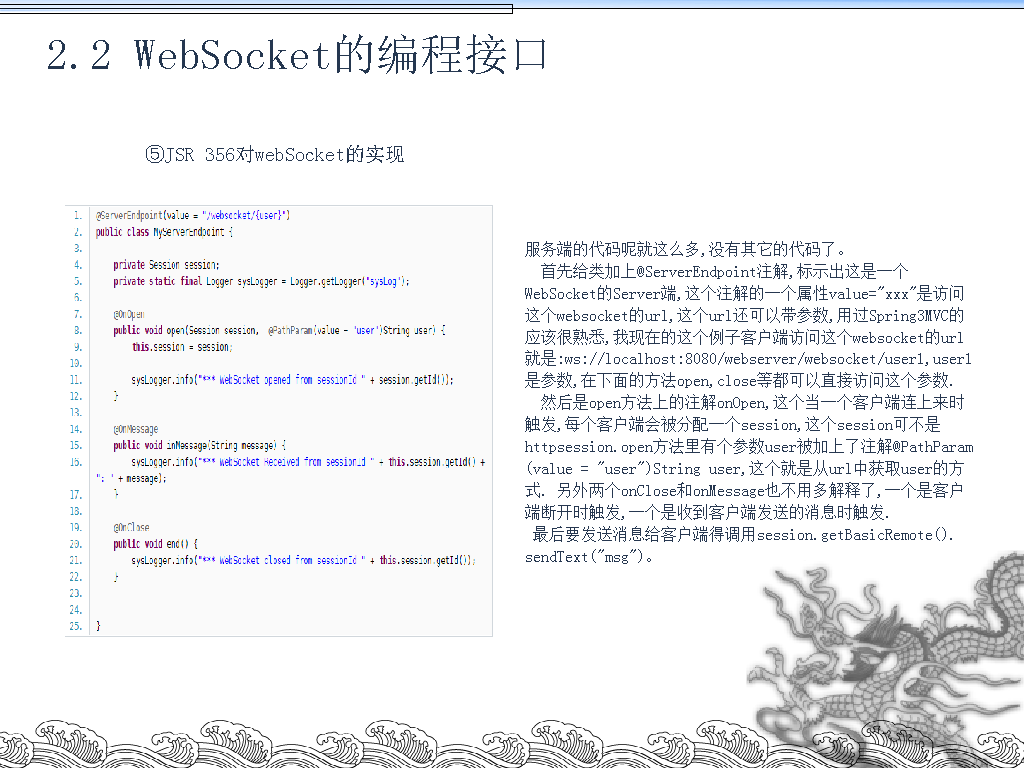 2.2 WebSocket的编程接口
⑤JSR 356对webSocket的实现
1. @ServerEndpoint(value = "/websocket/{user}")
2. public class MyServerEndpoint {
3.
4. private Session session;
5. private static final Logger sysLogger = Logger.getLogger("sysLog");
6.
7. @OnOpen
8. public void open(Session session,  @PathParam(value = "user")String user) {
9. this.session = session;
10.
11. sysLogger.info("*** WebSocket opened from sessionId " + session.getId());
12. }
13.
14. @OnMessage
15. public void inMessage(String message) {
16. sysLogger.info("*** WebSocket Received from sessionId " + this.session.getId() +
": " + message);
17. }
18.
19. @OnClose
20. public void end() {
21. sysLogger.info("*** WebSocket closed from sessionId " + this.session.getId());
22. }
23.
24.
25. }
服务端的代码呢就这么多,没有其它的代码了。
首先给类加上@ServerEndpoint注解,标示出这是一个
WebSocket的Server端,这个注解的一个属性value="xxx"是访问
这个websocket的url,这个url还可以带参数,用过Spring3MVC的
应该很熟悉,我现在的这个例子客户端访问这个websocket的url
就是:ws://localhost:8080/webserver/websocket/user1,user1
是参数,在下面的方法open,close等都可以直接访问这个参数.
然后是open方法上的注解onOpen,这个当一个客户端连上来时
触发,每个客户端会被分配一个session,这个session可不是
httpsession.open方法里有个参数user被加上了注解@PathParam
(value = "user")String user,这个就是从url中获取user的方
式. 另外两个onClose和onMessage也不用多解释了,一个是客户
端断开时触发,一个是收到客户端发送的消息时触发.
最后要发送消息给客户端得调用session.getBasicRemote().
sendText("msg")。